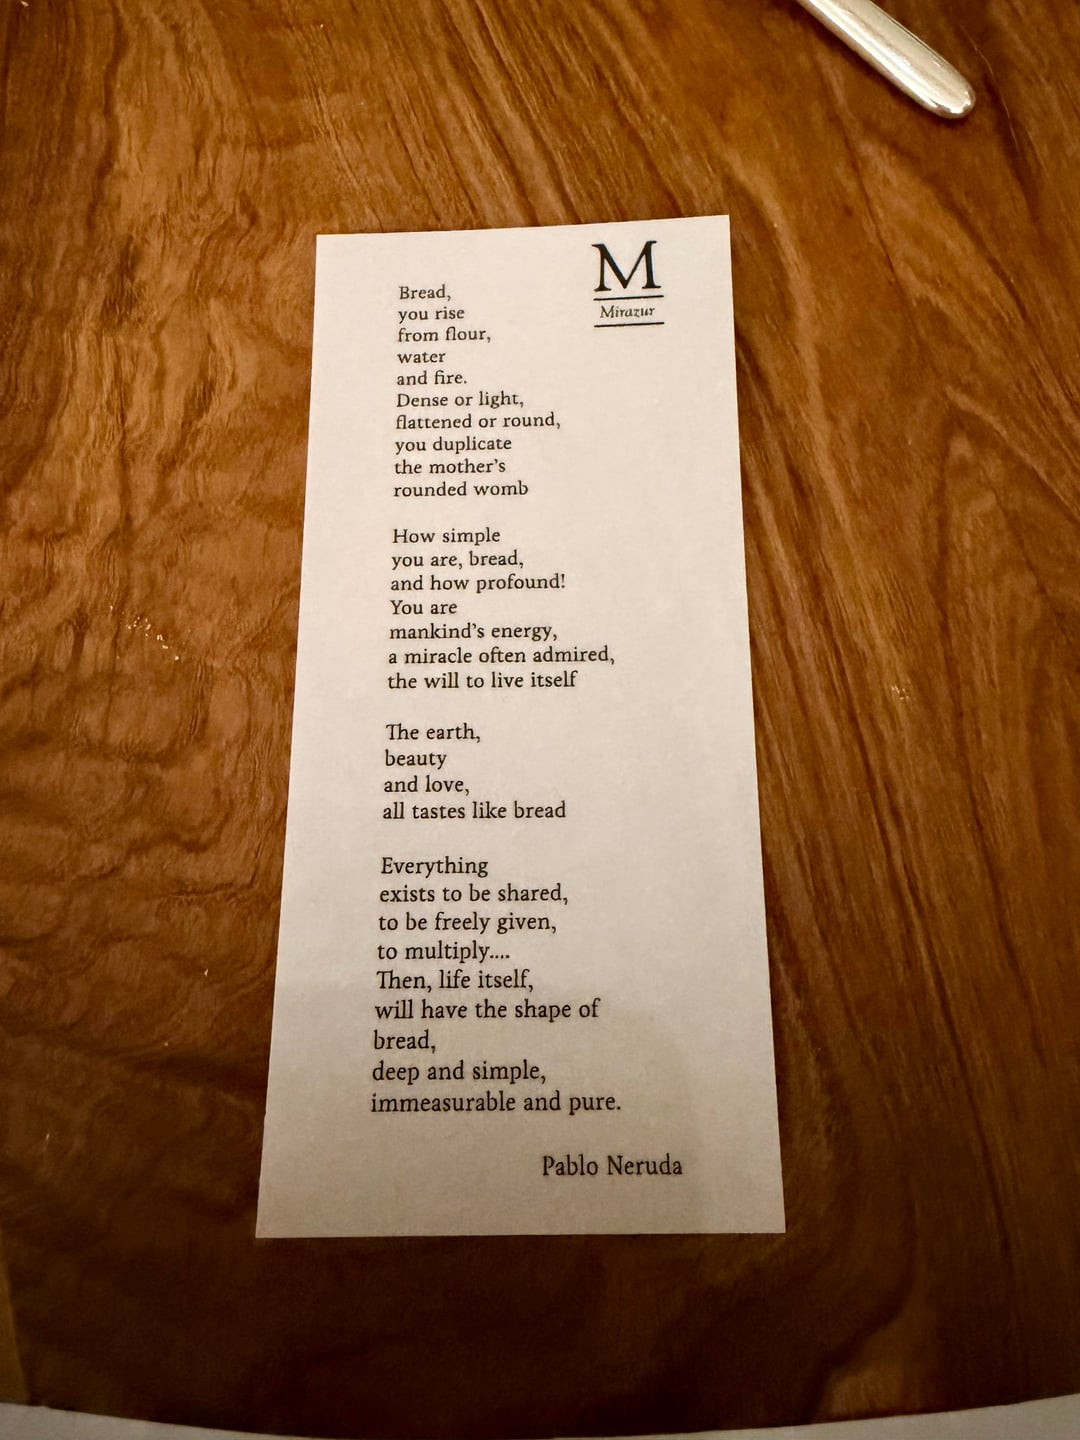 M
Mirazur
Bread,
you rise
from flour,
water
and fire.
Dense or light,
flattened or round,
you duplicate
the mother's
rounded womb
How simple
you are, bread,
and how profound!
You are
mankind's energy,
a miracle often admired,
the will to live itself
The earth,
beauty
and love,
all tastes like bread
Everything
exists to be shared,
to be freely given,
to multiply....
Then, life itself,
will have the shape of
bread,
deep and simple,
immeasurable and pure.
Pablo Neruda